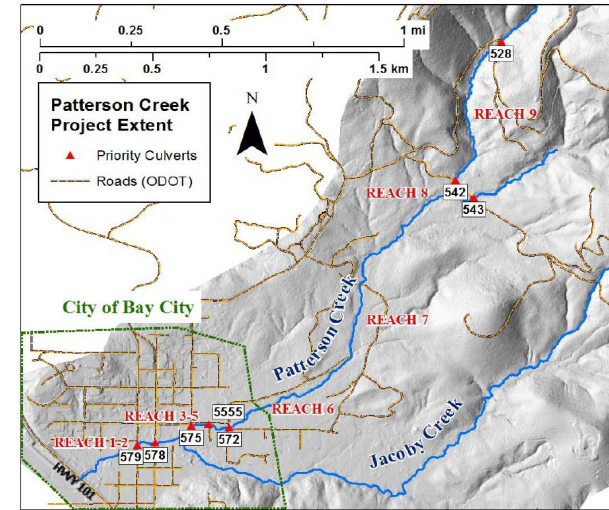 0 0.25 0.5 1 mi
0 0.25 0.5 1 1.5 km
Patterson Creek
Project Extent
Priority Culverts
Roads (ODOT)
N
528
REACH 9
REACH 8
542
543
City of Bay City
Patterson Creek
REACH 7
Jacoby Creek
5555
REACH 6
REACH 3-5
575
572
REACH 1-2
579
578
HWY 101